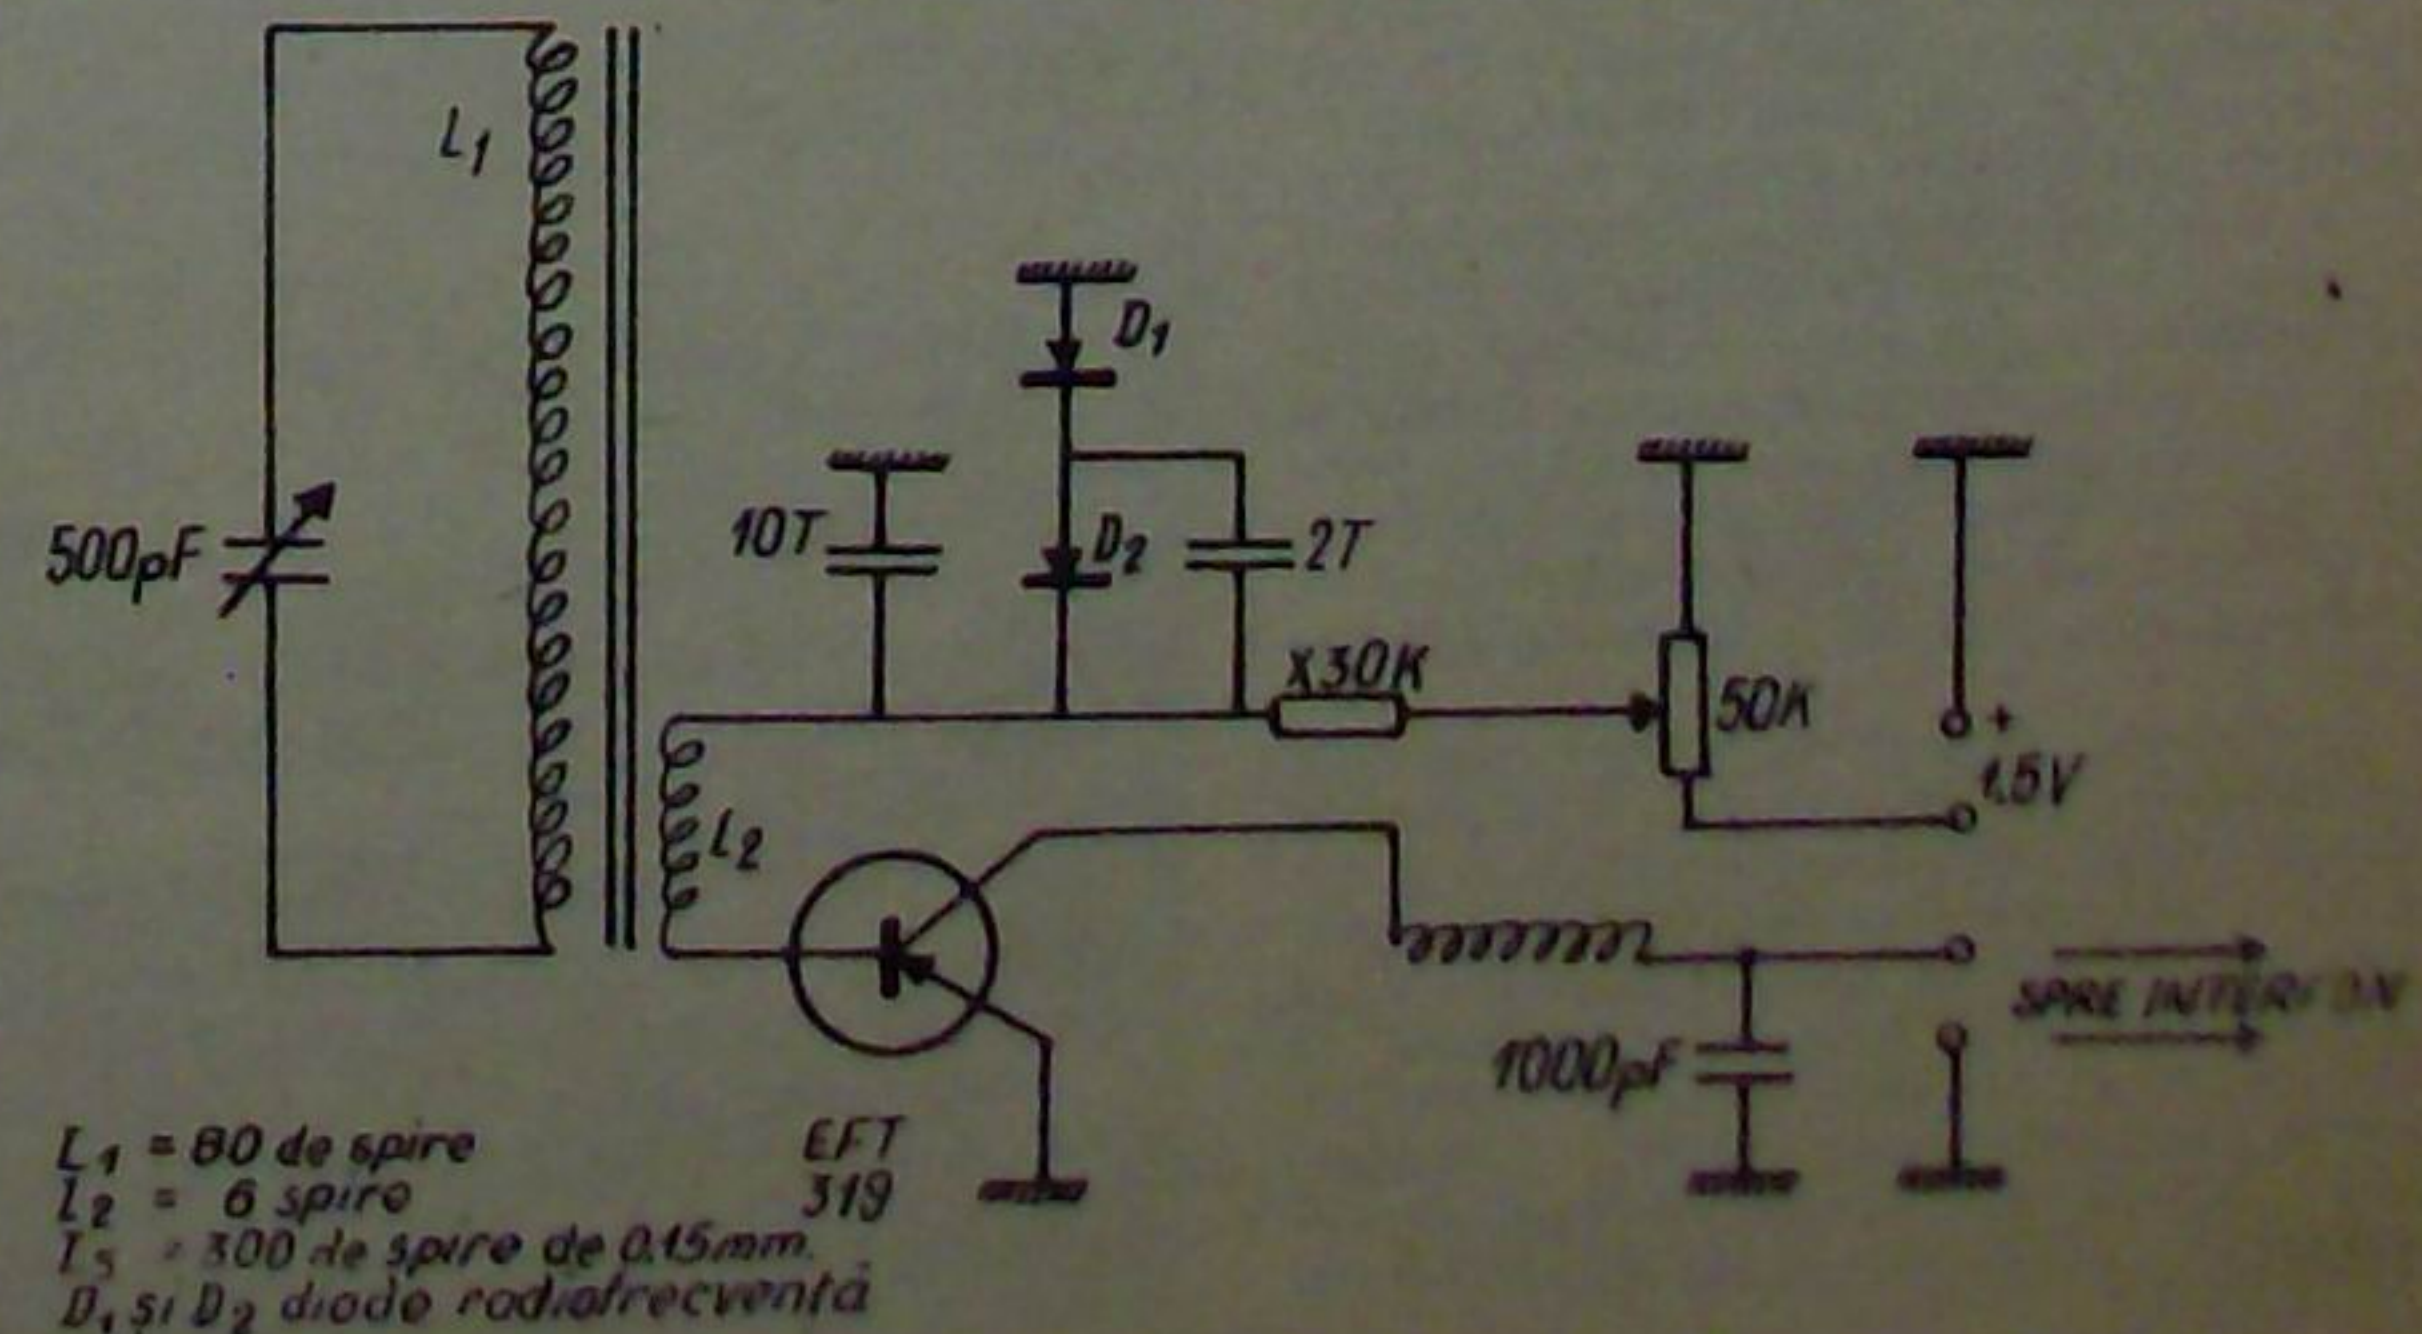 L1
D1
500pF
10T
D2
2T
x30K
50K
+
1.5V
L2
SPRE
1000pF
EFT
319
L1 = 80 de spire
L2 = 6 spire
= 300 de spire de 0.15mm.
D1 şi D2 diode radiofrecvenţă